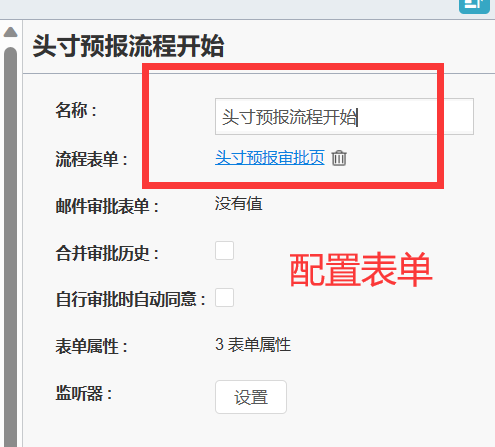 头寸预报流程开始
名称：
头寸预报流程开始
流程表单：
头寸预报审批页
邮件审批表单：
没有值
合并审批历史：
配置表单
自行审批时自动同意：
表单属性：
3 表单属性
监听器：
设置